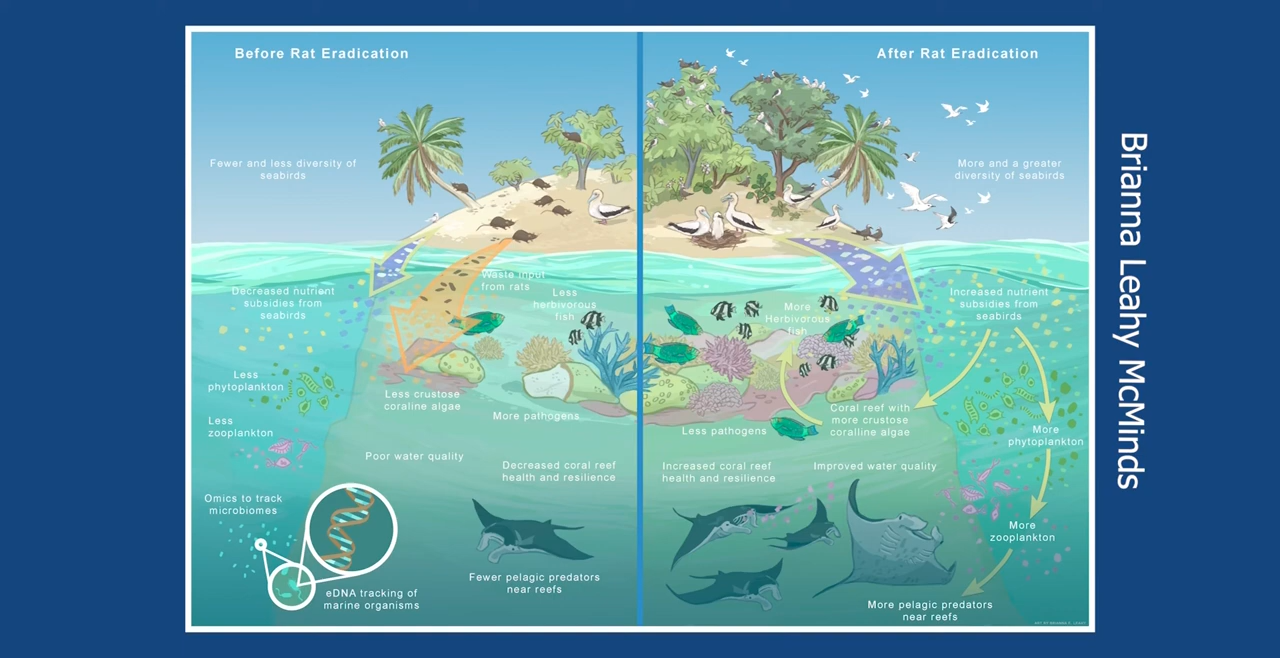 Before Rat Eradication
Fewer and less diversity of
seabirds
Waste input
from rats
Decreased nutrient
subsidies from
seabirds
Less
herbivorous
fish
Less
phytoplankton
Less crustose
coraline algae
More pathogens
Less
zooplankton
Poor water quality
Decreased coral reef
health and resilience
Omics to track
microbiomes
eDNA tracking of
marine organisms
Fewer pelagic predators
near reefs
After Rat Eradication
More and a greater
diversity of seabirds
More
Herbivorous
fish
Increased nutrient
subsidies from
seabirds
Coral reef with
more crustose
coralline algae
Less pathogens
More
phytoplankton
Increased coral reef
health and resilience
Improved water quality
More
zooplankton
More pelagic predators
near reefs
Brianna Leahy McMinds